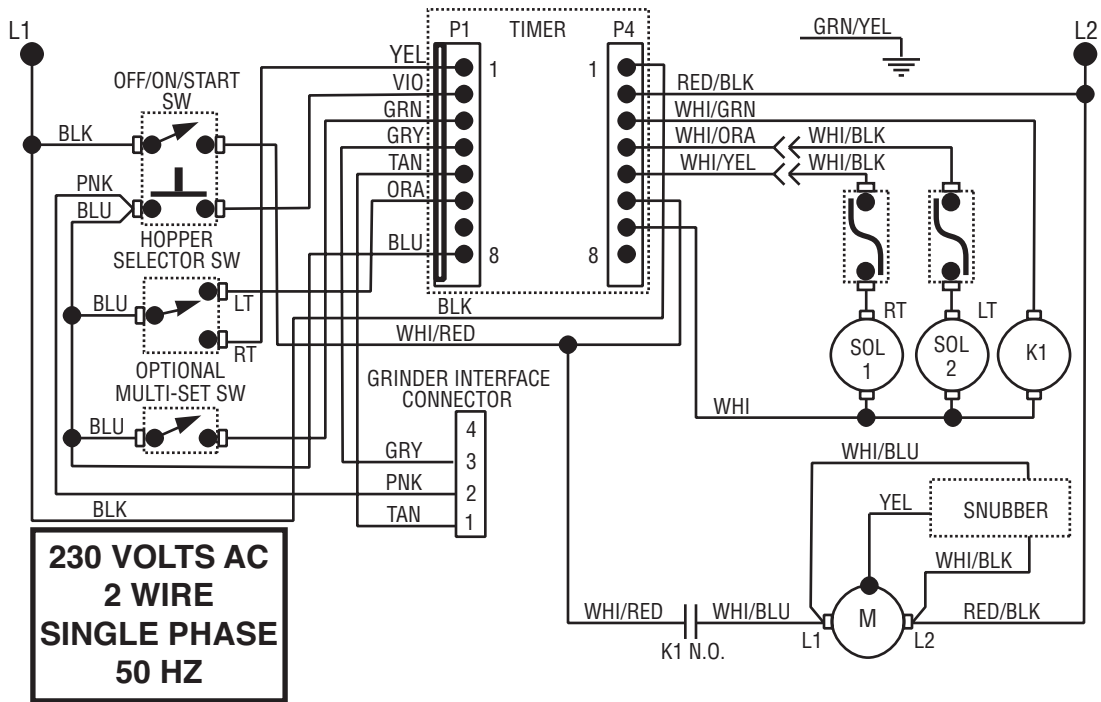 L1
P1
TIMER
P4
GRN/YEL
L2
YEL
1
1
OFF/ON/START
SW
VIO
RED/BLK
GRN
WHI/GRN
BLK
GRY
WHI/ORA
WHI/BLK
TAN
WHI/YEL
WHI/BLK
PNK
ORA
BLU
HOPPER
SELECTOR SW
BLU
8
8
BLU
LT
BLK
RT
LT
WHI/RED
RT
SOL
1
SOL
2
K1
OPTIONAL
MULTI-SET SW
GRINDER INTERFACE
CONNECTOR
WHI
BLU
4
GRY
3
WHI/BLU
PNK
2
YEL
SNUBBER
BLK
TAN
1
230 VOLTS AC
2 WIRE
SINGLE PHASE
50 HZ
WHI/BLK
WHI/RED
WHI/BLU
M
RED/BLK
L1
L2
K1 N.O.